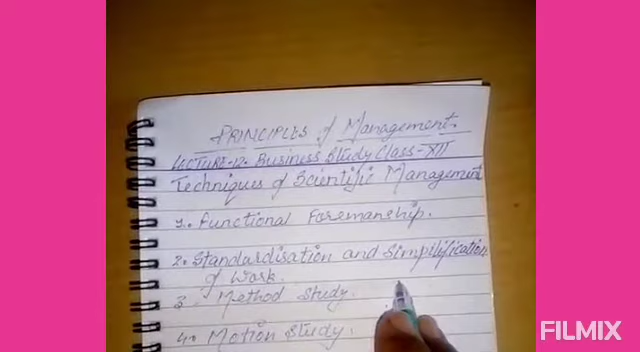 PRINCIPLES of Management.
LECTURE-12. Business Study Class-XII
Techniques of Scientific Management
1. Functional Foremanship.
2. Standardisation and Simplification
of Work.
3. Method Study.
4. Motion Study.
FILMIX